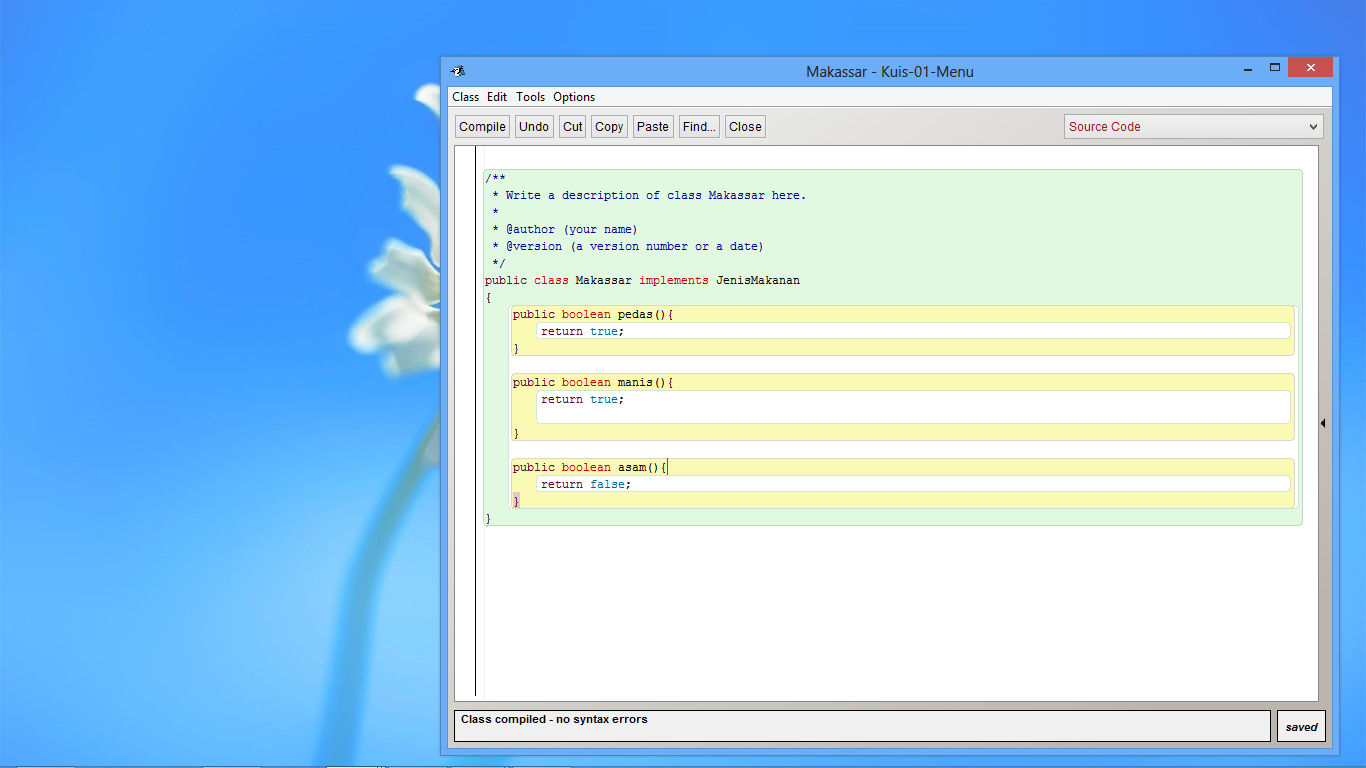 Makassar - Kuis-01-Menu
Class Edit Tools Options
Compile Undo Cut Copy Paste Find... Close Source Code
/**
 * Write a description of class Makassar here.
 *
 * @author (your name)
 * @version (a version number or a date)
 */
public class Makassar implements JenisMakanan
{
    public boolean pedas(){
        return true;
    }
    public boolean manis(){
        return true;
    }
    public boolean asam(){
        return false;
    }
}
Class compiled - no syntax errors
saved